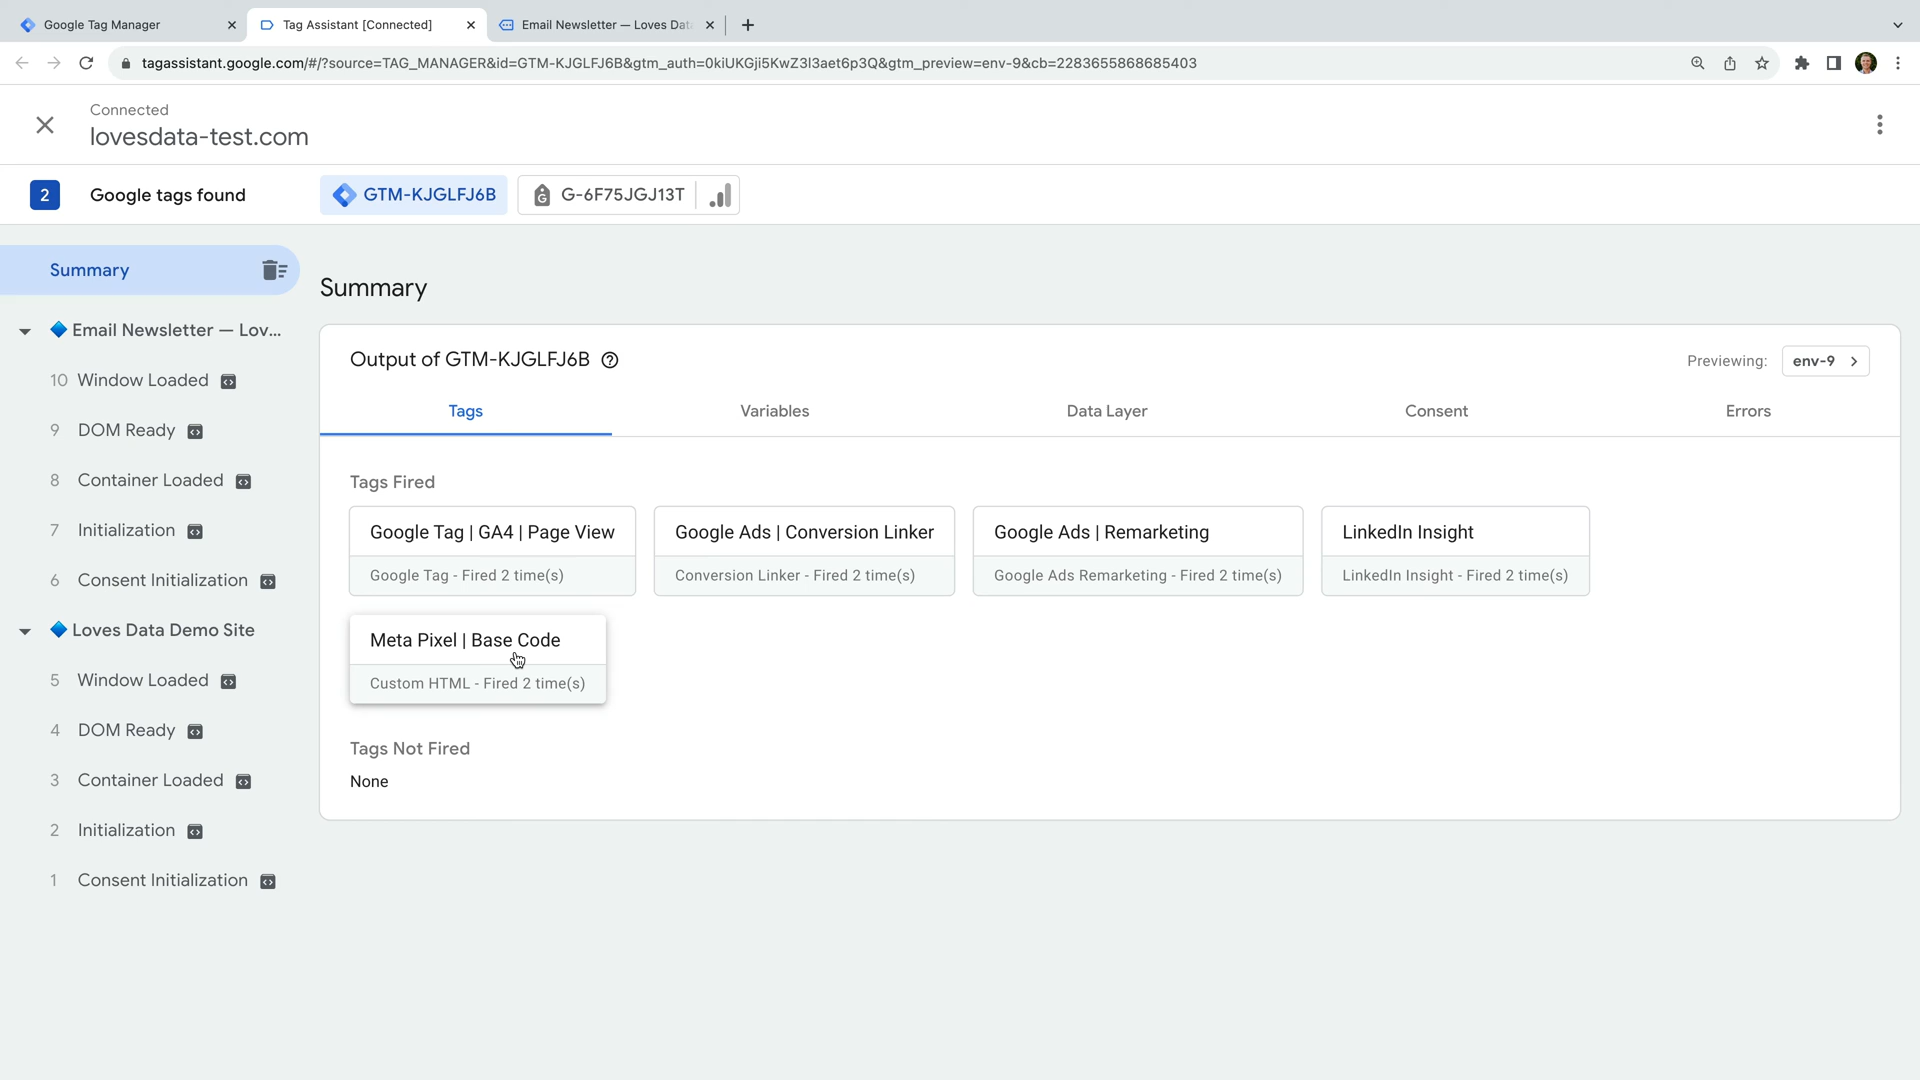 Google Tag Manager
Tag Assistant [Connected]
Email Newsletter — Loves Data
tagassistant.google.com/#/?source=TAG_MANAGER&id=GTM-KJGLFJ6B&gtm_auth=0kiUKGji5KwZ3l3aet6p3Q&gtm_preview=env-9&cb=2283655868685403
Connected
lovesdata-test.com
2
Google tags found
GTM-KJGLFJ6B
G
G-6F75JGJ13T
Summary
Email Newsletter — Lov...
10 Window Loaded
9 DOM Ready
8 Container Loaded
7 Initialization
6 Consent Initialization
Loves Data Demo Site
5 Window Loaded
4 DOM Ready
3 Container Loaded
2 Initialization
1 Consent Initialization
Summary
Output of GTM-KJGLFJ6B
Previewing: env-9
Tags
Variables
Data Layer
Consent
Errors
Tags Fired
Google Tag | GA4 | Page View
Google Tag - Fired 2 time(s)
Google Ads | Conversion Linker
Conversion Linker - Fired 2 time(s)
Google Ads | Remarketing
Google Ads Remarketing - Fired 2 time(s)
LinkedIn Insight
LinkedIn Insight - Fired 2 time(s)
Meta Pixel | Base Code
Custom HTML - Fired 2 time(s)
Tags Not Fired
None